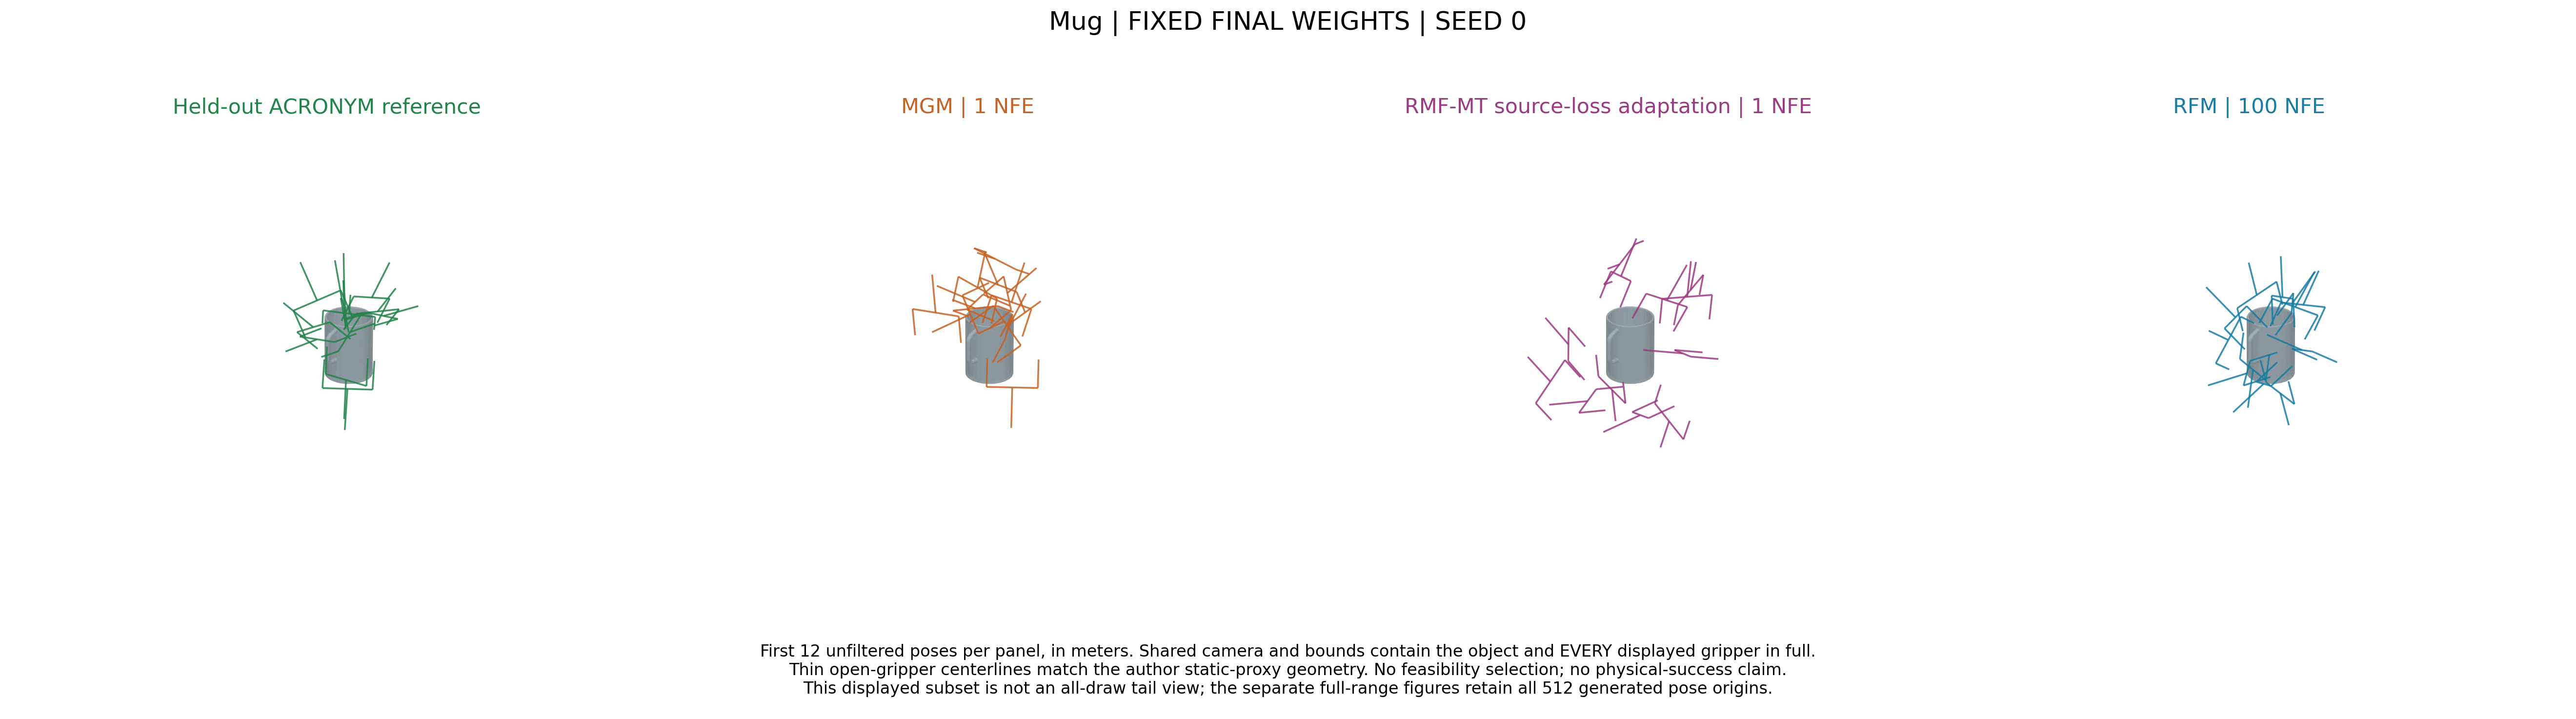 Mug | FIXED FINAL WEIGHTS | SEED 0
Held-out ACRONYM reference
MGM | 1 NFE
RMF-MT source-loss adaptation | 1 NFE
RFM | 100 NFE
First 12 unfiltered poses per panel, in meters. Shared camera and bounds contain the object and EVERY displayed gripper in full.
Thin open-gripper centerlines match the author static-proxy geometry. No feasibility selection; no physical-success claim.
This displayed subset is not an all-draw tail view; the separate full-range figures retain all 512 generated pose origins.